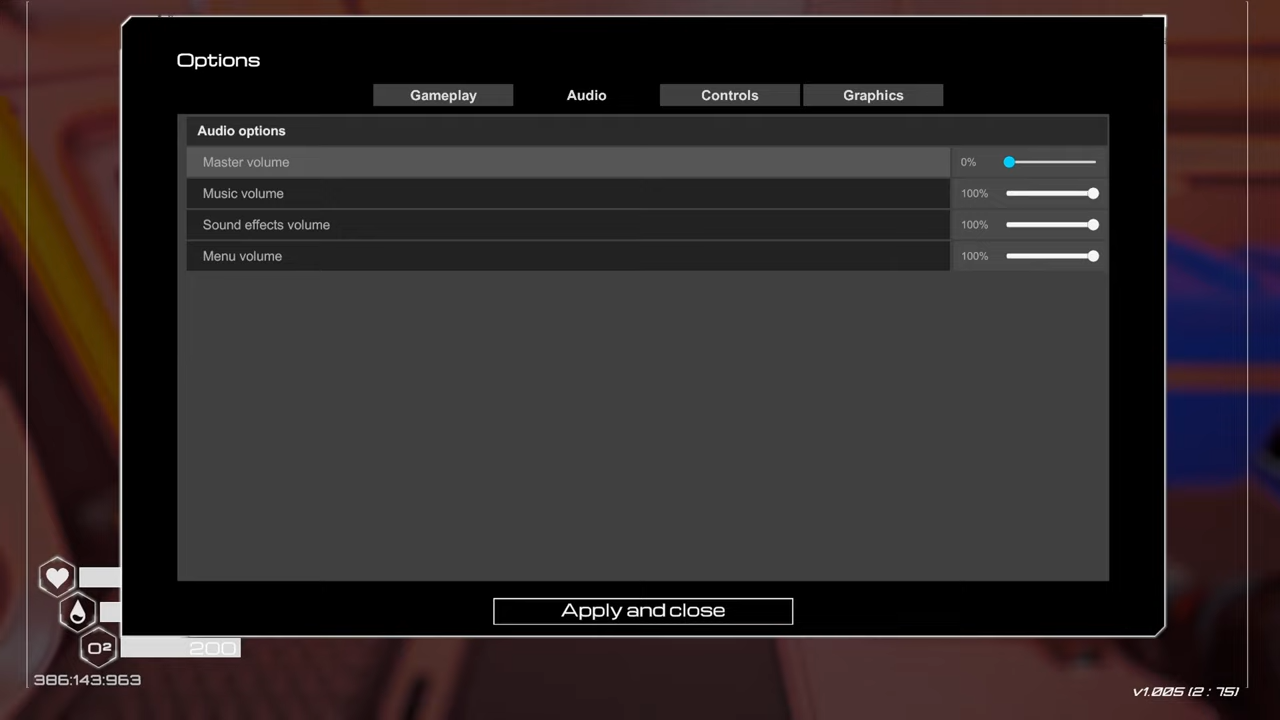 Options
Gameplay
Audio
Controls
Graphics
Audio options
Master volume 0%
Music volume 100%
Sound effects volume 100%
Menu volume 100%
Apply and close
O²
200
386:143:963
v1.005 (2 : 75)